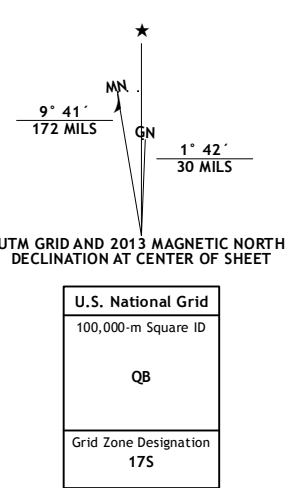 ★
MN
9° 41´
172 MILS
GN
1° 42´
30 MILS
UTM GRID AND 2013 MAGNETIC NORTH
DECLINATION AT CENTER OF SHEET
U.S. National Grid
100,000-m Square ID
QB
Grid Zone Designation
17S